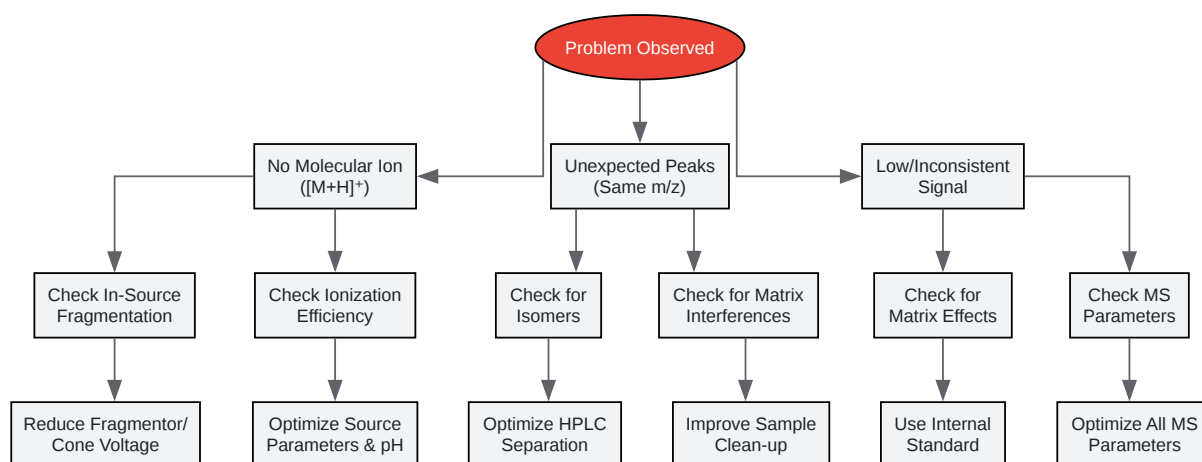 Problem Observed
No Molecular Ion
([M+H]⁺)
Unexpected Peaks
(Same m/z)
Low/Inconsistent
Signal
Check In-Source
Fragmentation
Check Ionization
Efficiency
Check for
Isomers
Check for Matrix
Interferences
Check for
Matrix Effects
Check MS
Parameters
Reduce Fragmentor/
Cone Voltage
Optimize Source
Parameters & pH
Optimize HPLC
Separation
Improve Sample
Clean-up
Use Internal
Standard
Optimize All MS
Parameters